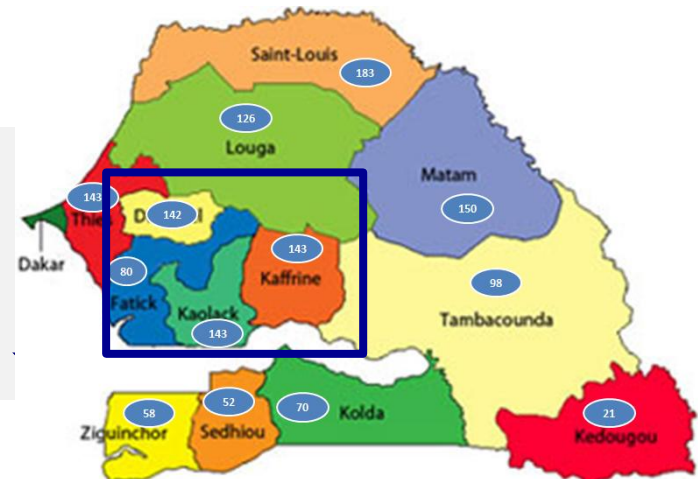 Saint-Louis
183
126
Louga
Matam
150
143
Thies
142
Dakar
80
Fatick
143
Kaffrine
Kaolack
143
98
Tambacounda
58
Ziguinchor
52
Sedhiou
70
Kolda
21
Kedougou